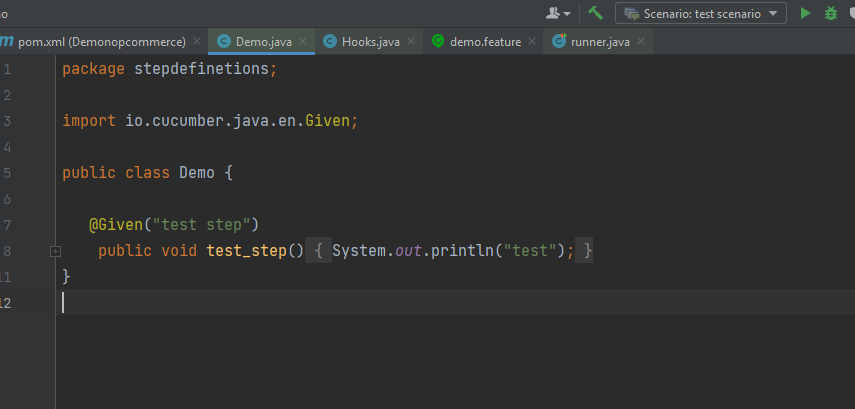 Scenario: test scenario
pom.xml (Demonopcommerce) Demo.java Hooks.java demo.feature runner.java
1 package stepdefinetions;
2
3 import io.cucumber.java.en.Given;
4
5 public class Demo {
6
7 @Given("test step")
8 public void test_step() { System.out.println("test"); }
11 }
12